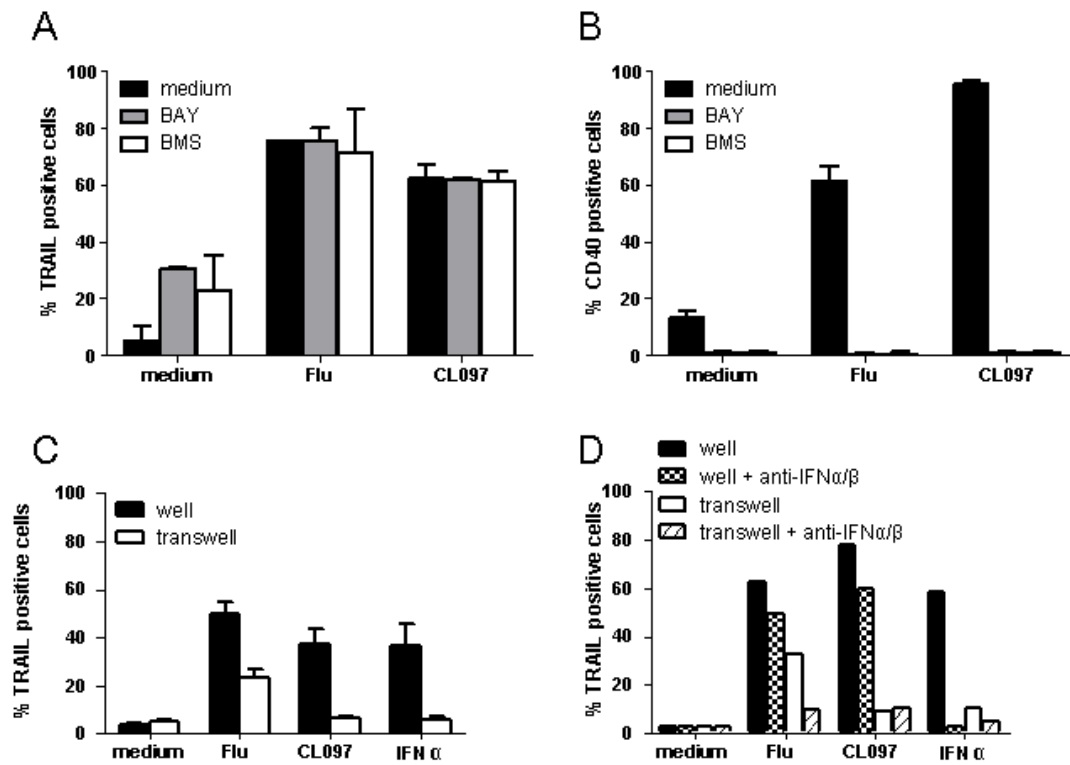 A
% TRAIL positive cells
100
80
60
40
20
0
medium
BAY
BMS
medium Flu CL097
B
% CD40 positive cells
100
80
60
40
20
0
medium
BAY
BMS
medium Flu CL097
C
% TRAIL positive cells
100
80
60
40
20
0
well
transwell
medium Flu CL097 IFN α
D
well
well + anti-IFNα/β
transwell
transwell + anti-IFNα/β
% TRAIL positive cells
100
80
60
40
20
0
medium Flu CL097 IFN α